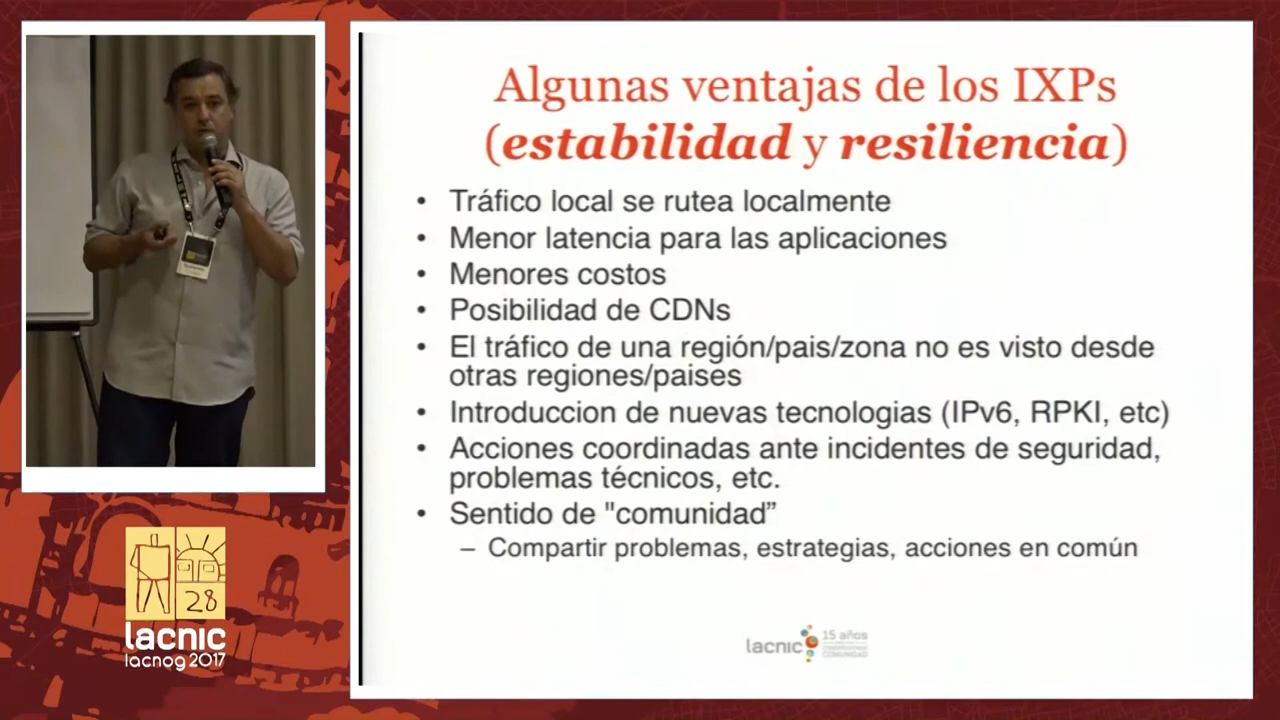 Algunas ventajas de los IXPs
(estabilidad y resiliencia)
• Tráfico local se rutea localmente
• Menor latencia para las aplicaciones
• Menores costos
• Posibilidad de CDNs
• El tráfico de una región/pais/zona no es visto desde
otras regiones/paises
• Introduccion de nuevas tecnologias (IPv6, RPKI, etc)
• Acciones coordinadas ante incidentes de seguridad,
problemas técnicos, etc.
• Sentido de "comunidad”
– Compartir problemas, estrategias, acciones en común
lacnic
15 años
28
lacnic
lacnog 2017